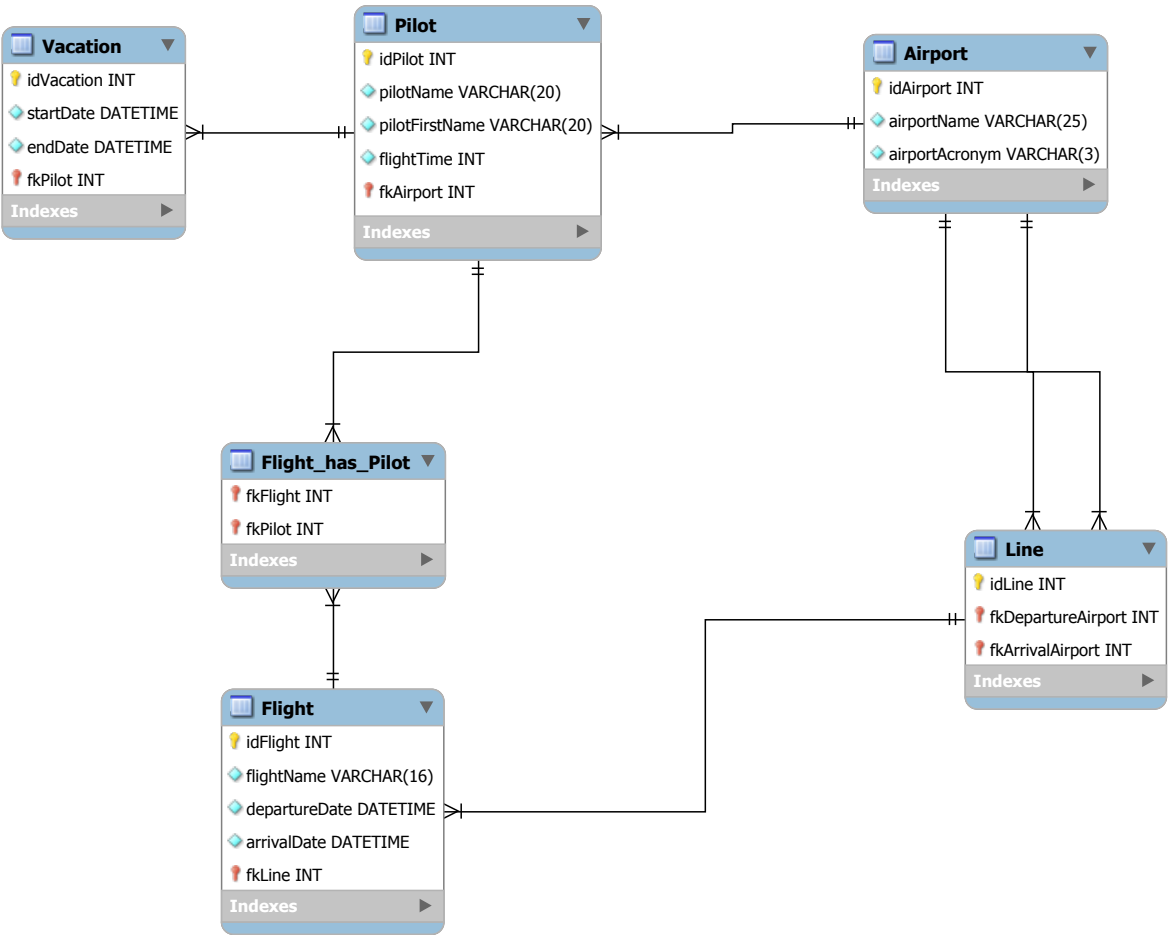 Vacation
idVacation INT
startDate DATETIME
endDate DATETIME
fkPilot INT
Indexes
Pilot
idPilot INT
pilotName VARCHAR(20)
pilotFirstName VARCHAR(20)
flightTime INT
fkAirport INT
Indexes
Airport
idAirport INT
airportName VARCHAR(25)
airportAcronym VARCHAR(3)
Indexes
Flight_has_Pilot
fkFlight INT
fkPilot INT
Indexes
Line
idLine INT
fkDepartureAirport INT
fkArrivalAirport INT
Indexes
Flight
idFlight INT
flightName VARCHAR(16)
departureDate DATETIME
arrivalDate DATETIME
fkLine INT
Indexes